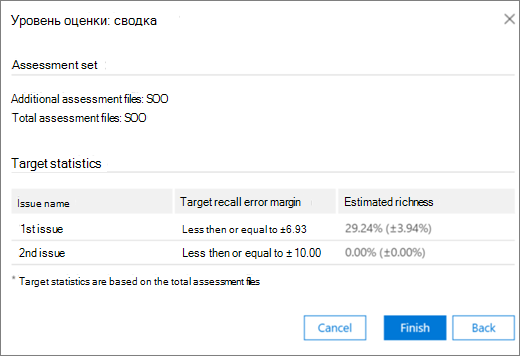 Уровень оценки: сводка
Assessment set
Additional assessment files: SOO
Total assessment files: SOO
Target statistics
Issue name Target recall error margin Estimated richness
1st issue Less then or equal to ±6.93 29.24% (±3.94%)
2nd issue Less then or equal to ± 10.00 0.00% (±0.00%)
* Target statistics are based on the total assessment files
Cancel Finish Back